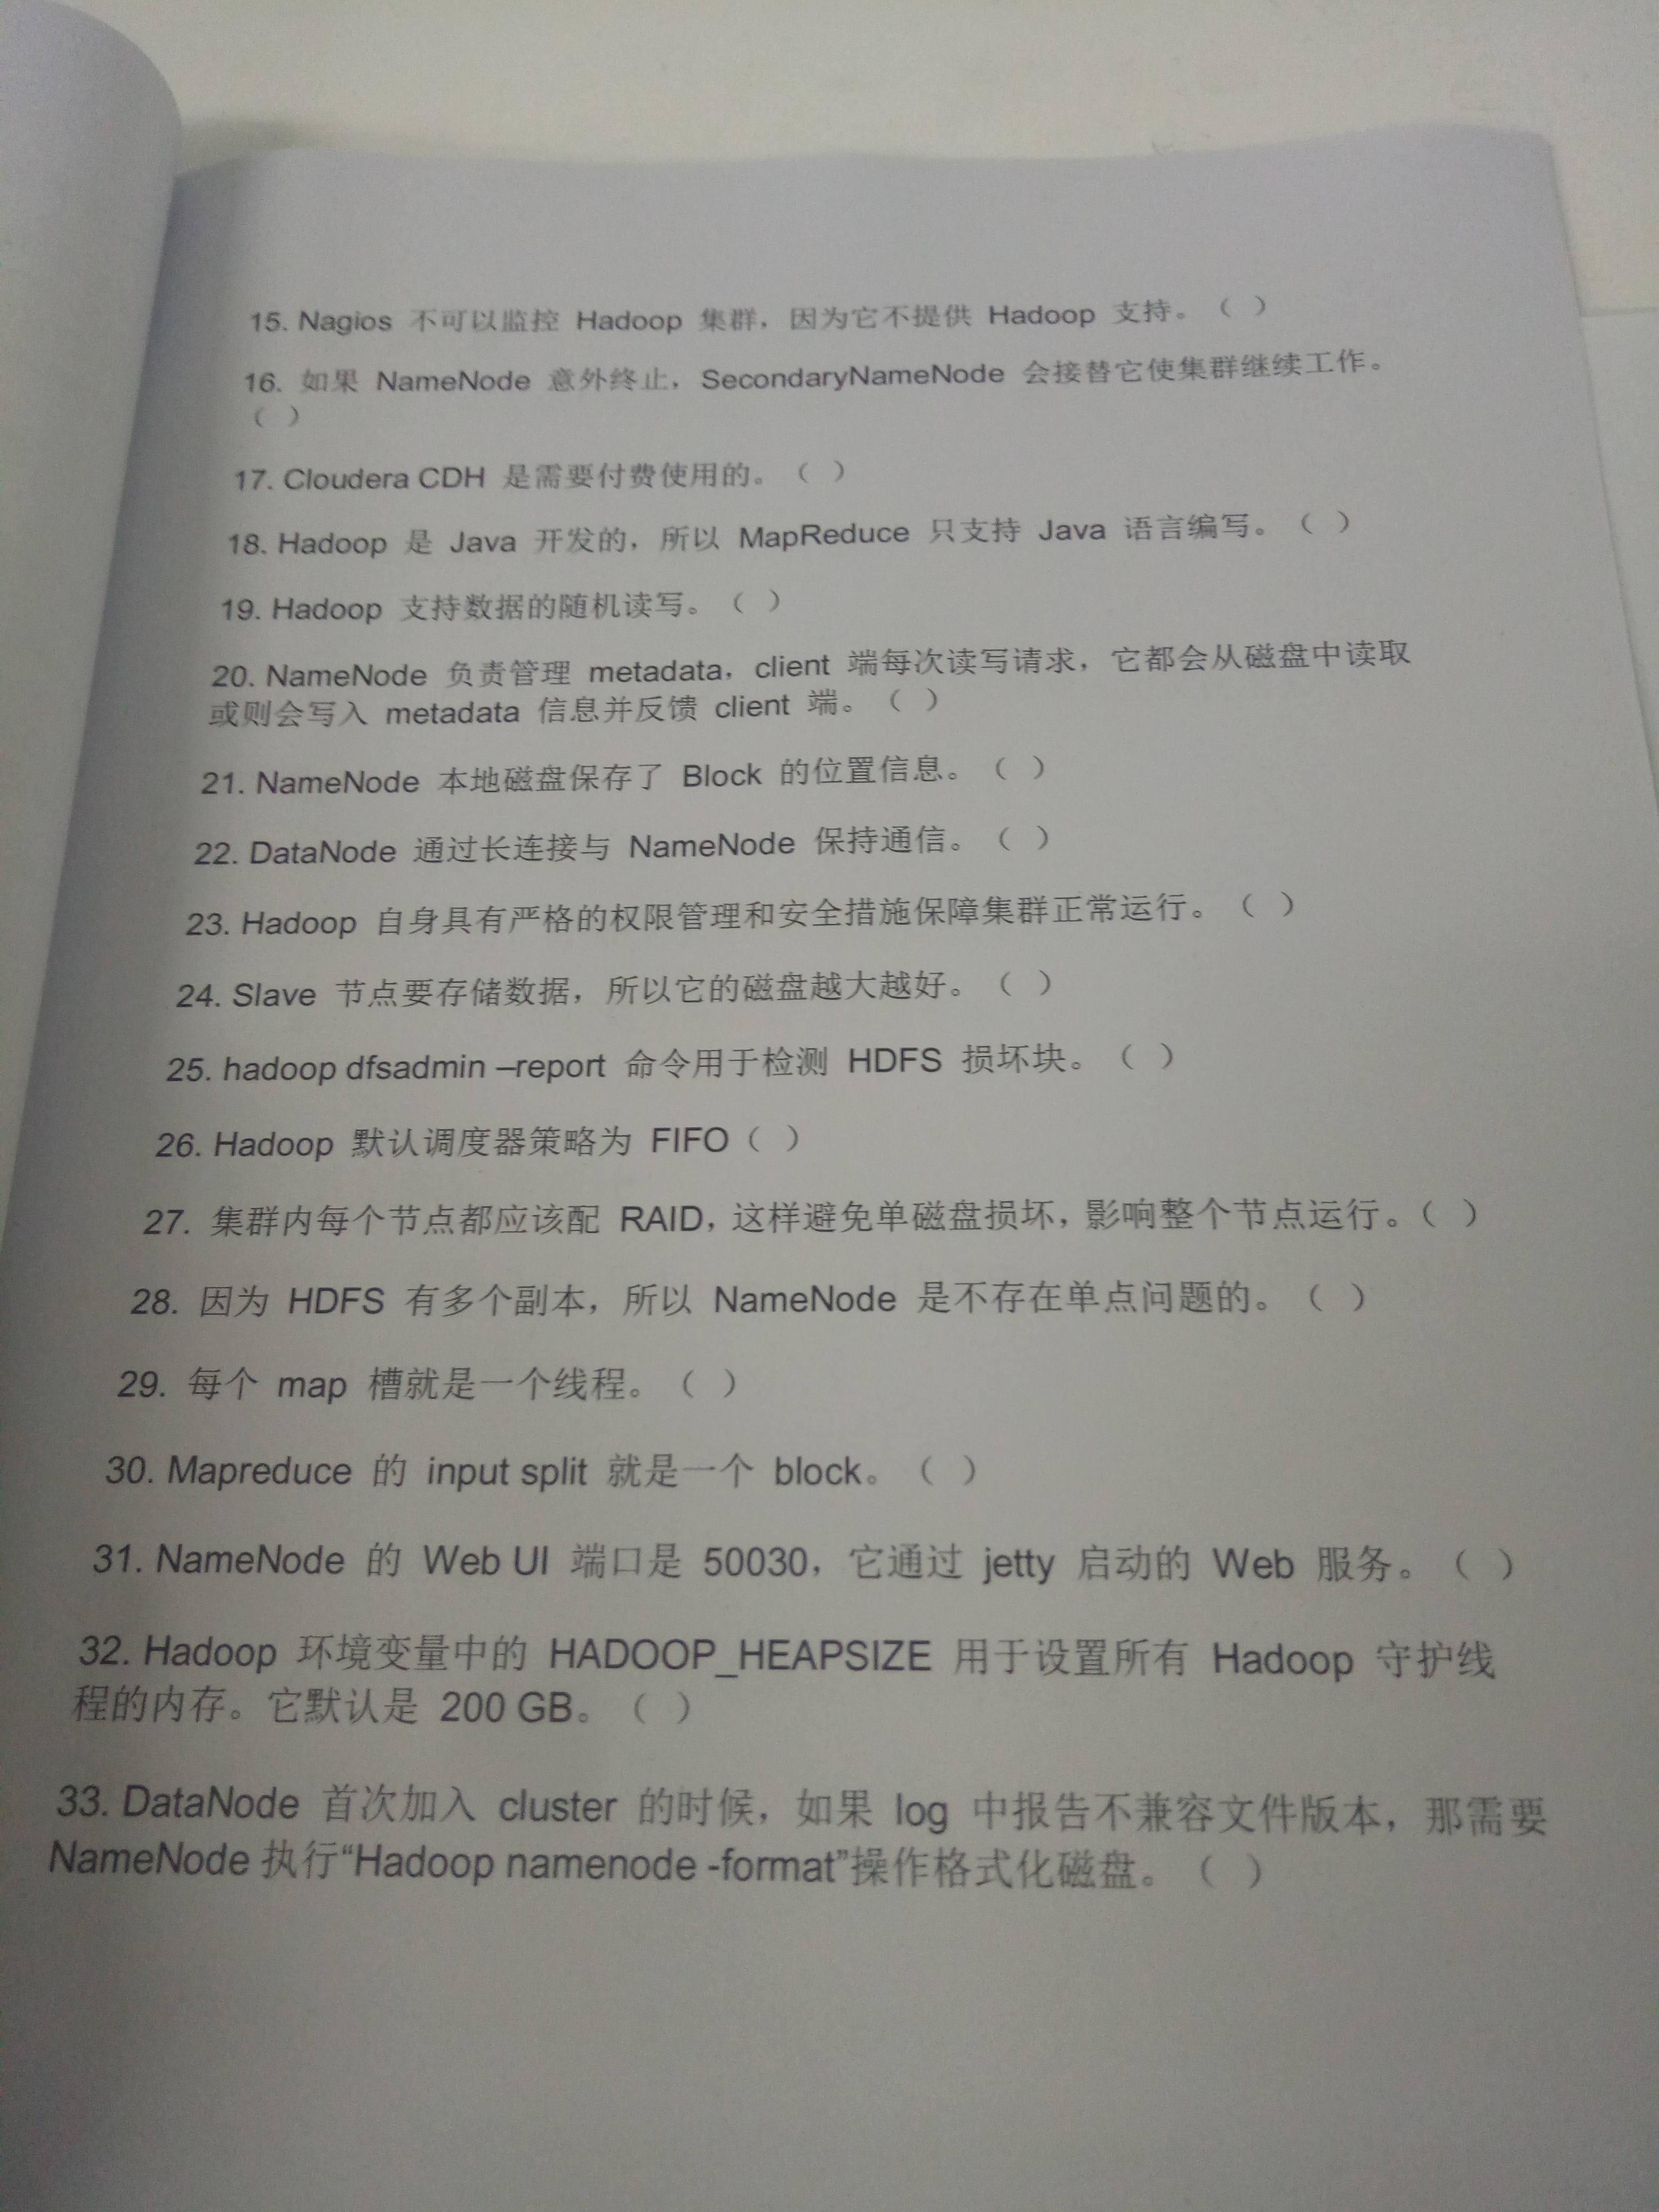 15. Nagios 不可以监控 Hadoop 集群，因为它不提供 Hadoop 支持。（ ）
16. 如果 NameNode 意外终止，SecondaryNameNode 会接替它使集群继续工作。
（ ）
17. Cloudera CDH 是需要付费使用的。（ ）
18. Hadoop 是 Java 开发的，所以 MapReduce 只支持 Java 语言编写。（ ）
19. Hadoop 支持数据的随机读写。（ ）
20. NameNode 负责管理 metadata，client 端每次读写请求，它都会从磁盘中读取
或则会写入 metadata 信息并反馈 client 端。（ ）
21. NameNode 本地磁盘保存了 Block 的位置信息。（ ）
22. DataNode 通过长连接与 NameNode 保持通信。（ ）
23. Hadoop 自身具有严格的权限管理和安全措施保障集群正常运行。（ ）
24. Slave 节点要存储数据，所以它的磁盘越大越好。（ ）
25. hadoop dfsadmin –report 命令用于检测 HDFS 损坏块。（ ）
26. Hadoop 默认调度器策略为 FIFO（ ）
27. 集群内每个节点都应该配 RAID，这样避免单磁盘损坏，影响整个节点运行。（ ）
28. 因为 HDFS 有多个副本，所以 NameNode 是不存在单点问题的。（ ）
29. 每个 map 槽就是一个线程。（ ）
30. Mapreduce 的 input split 就是一个 block。（ ）
31. NameNode 的 Web UI 端口是 50030，它通过 jetty 启动的 Web 服务。（ ）
32. Hadoop 环境变量中的 HADOOP_HEAPSIZE 用于设置所有 Hadoop 守护线
程的内存。它默认是 200 GB。（ ）
33. DataNode 首次加入 cluster 的时候，如果 log 中报告不兼容文件版本，那需要
NameNode 执行“Hadoop namenode -format”操作格式化磁盘。（ ）